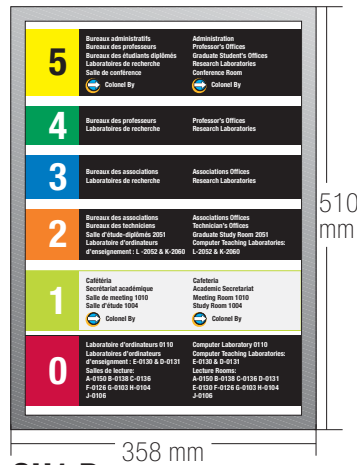 5
Bureaux administratifs
Bureaux des professeurs
Bureaux des étudiants diplômés
Laboratoires de recherche
Salle de conférence
Colonel By
Administration
Professor's Offices
Graduate Student's Offices
Research Laboratories
Conference Room
Colonel By
4
Bureaux des professeurs
Laboratoires de recherche
Professor's Offices
Research Laboratories
3
Bureaux des associations
Laboratoires de recherche
Associations Offices
Research Laboratories
2
Bureaux des associations
Bureaux des techniciens
Salle d'étude-diplômés 2051
Laboratoire d'ordinateurs
d'enseignement : L -2052 & K-2060
Associations Offices
Technician's Offices
Graduate Study Room 2051
Computer Teaching Laboratories:
L-2052 & K-2060
1
Cafétéria
Secrétariat académique
Salle de meeting 1010
Salle d'étude 1004
Colonel By
Cafeteria
Academic Secretariat
Meeting Room 1010
Study Room 1004
Colonel By
0
Laboratoire d'ordinateurs 0110
Laboratoires d'ordinateurs
d'enseignement : E-0130 & D-0131
Salles de lecture:
A-0150 B-0138 C-0136
F-0126 G-0103 H-0104
J-0106
Computer Laboratory 0110
Computer Teaching Laboratories:
E-0130 & D-0131
Lecture Rooms:
A-0150 B-0138 C-0136 D-0131
E-0130 F-0126 G-0103 H-0104
J-0106
510
mm
358 mm